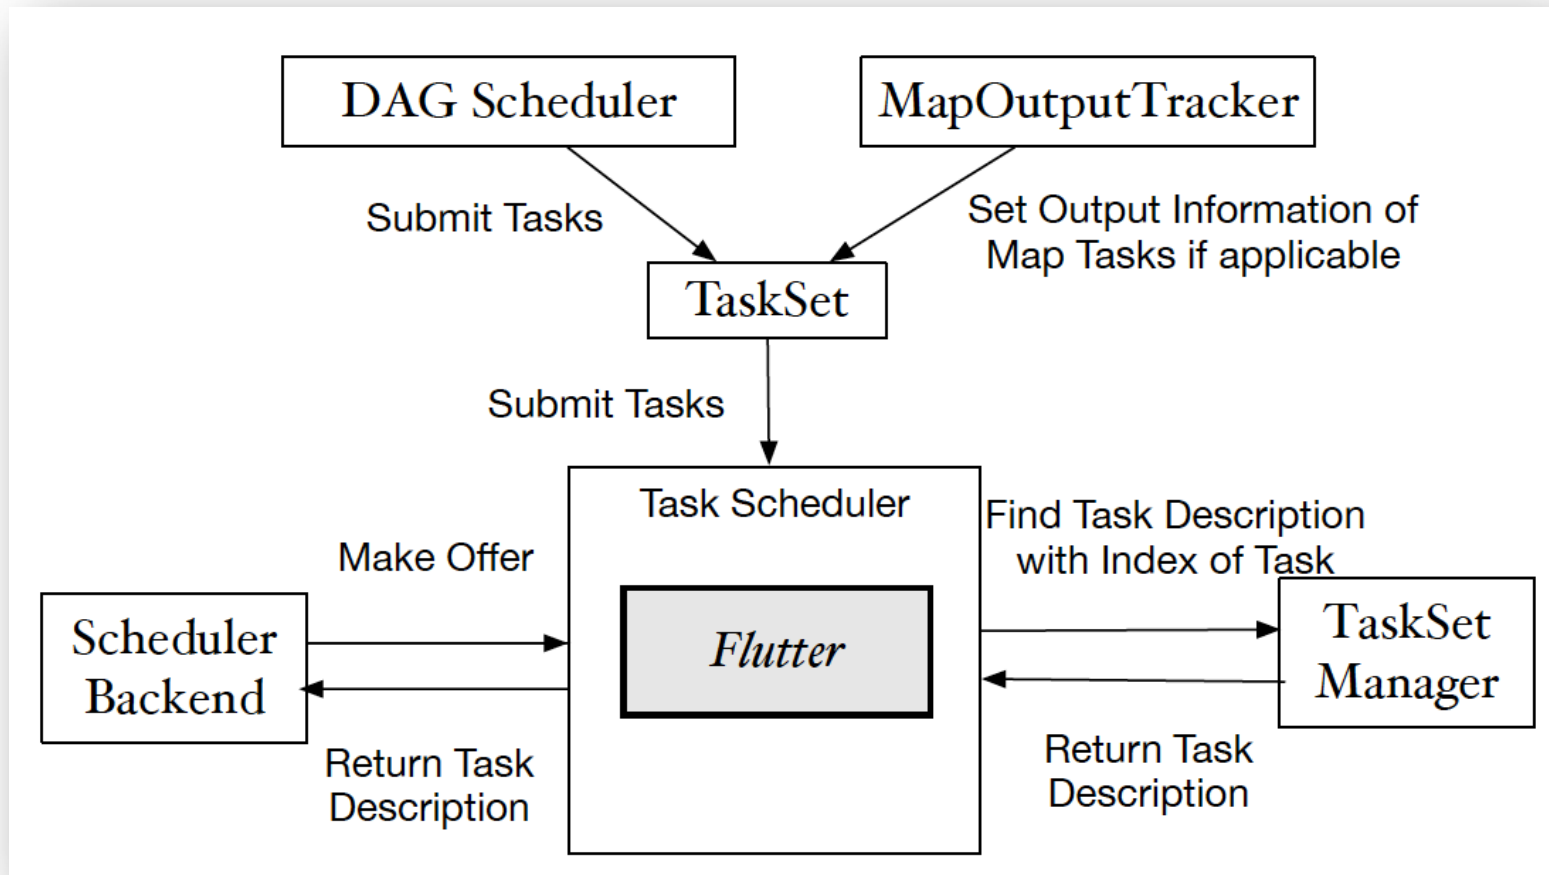 DAG Scheduler
MapOutputTracker
Submit Tasks
Set Output Information of
Map Tasks if applicable
TaskSet
Submit Tasks
Task Scheduler
Find Task Description
with Index of Task
Make Offer
Scheduler
Backend
Flutter
TaskSet
Manager
Return Task
Description
Return Task
Description